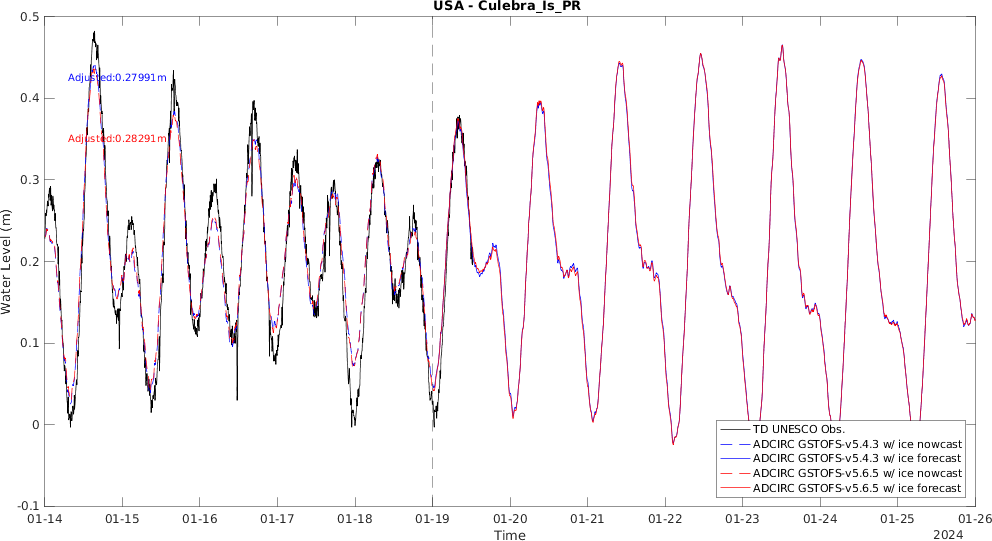 USA - Culebra_Is_PR
0.5
0.4
0.3
0.2
0.1
0
-0.1
Water Level (m)
Adjusted:0.27991m
Adjusted:0.28291m
TD UNESCO Obs.
ADCIRC GSTOFS-v5.4.3 w/ ice nowcast
ADCIRC GSTOFS-v5.4.3 w/ ice forecast
ADCIRC GSTOFS-v5.6.5 w/ ice nowcast
ADCIRC GSTOFS-v5.6.5 w/ ice forecast
01-14 01-15 01-16 01-17 01-18 01-19 01-20 01-21 01-22 01-23 01-24 01-25 01-26
Time
2024